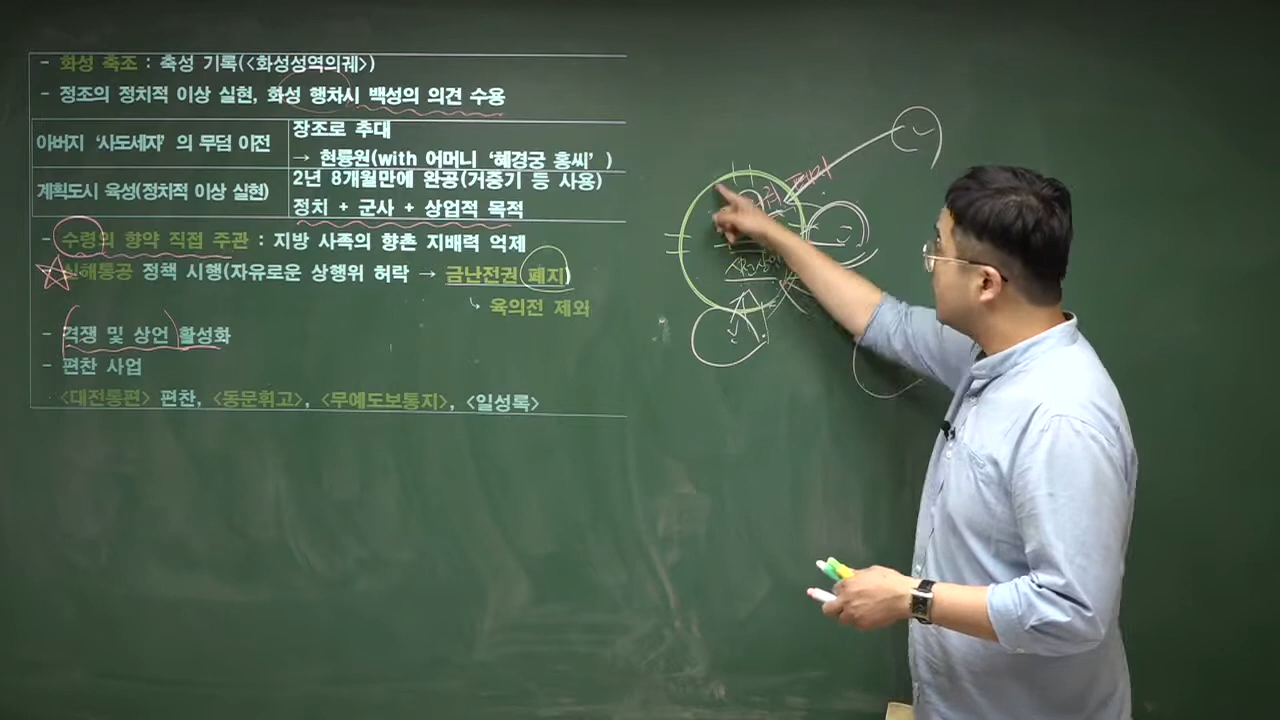 - 화성 축조 : 축성 기록(<화성성역의궤>)
- 정조의 정치적 이상 실현, 화성 행차시 백성의 의견 수용
아버지 '사도세자' 의 무덤 이전
장조로 추대
→ 현륭원(with 어머니 '혜경궁 홍씨' )
계획도시 육성(정치적 이상 실현)
2년 8개월만에 완공(거중기 등 사용)
정치 + 군사 + 상업적 목적
- 수령의 향약 직접 주관 : 지방 사족의 향촌 지배력 억제
신해통공 정책 시행(자유로운 상행위 허락 → 금난전권 폐지)
↳ 육의전 제외
- 격쟁 및 상언 활성화
- 편찬 사업
<대전통편> 편찬, <동문휘고>, <무예도보통지>, <일성록>